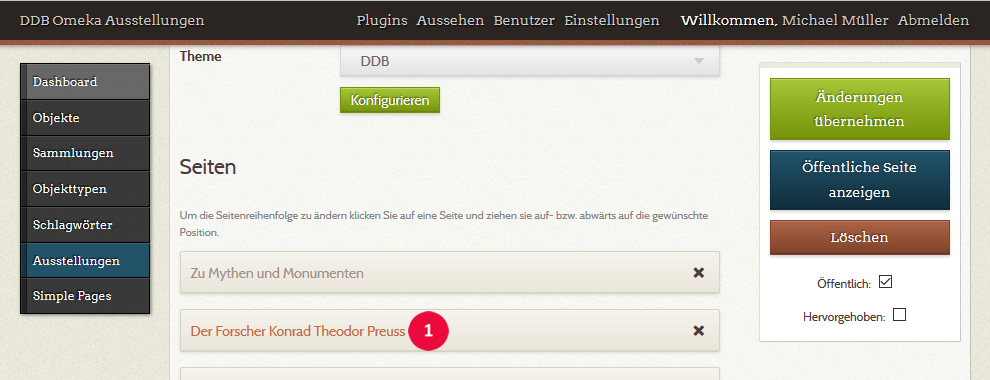 DDB Omeka Ausstellungen
Plugins Aussehen Benutzer Einstellungen Willkommen, Michael Müller Abmelden
Dashboard
Objekte
Sammlungen
Objekttypen
Schlagwörter
Ausstellungen
Simple Pages
Theme
DDB
Konfigurieren
Seiten
Um die Seitenreihenfolge zu ändern klicken Sie auf eine Seite und ziehen sie auf- bzw. abwärts auf die gewünschte
Position.
Zu Mythen und Monumenten
Der Forscher Konrad Theodor Preuss 1
Änderungen
übernehmen
Öffentliche Seite
anzeigen
Löschen
Öffentlich:
Hervorgehoben: